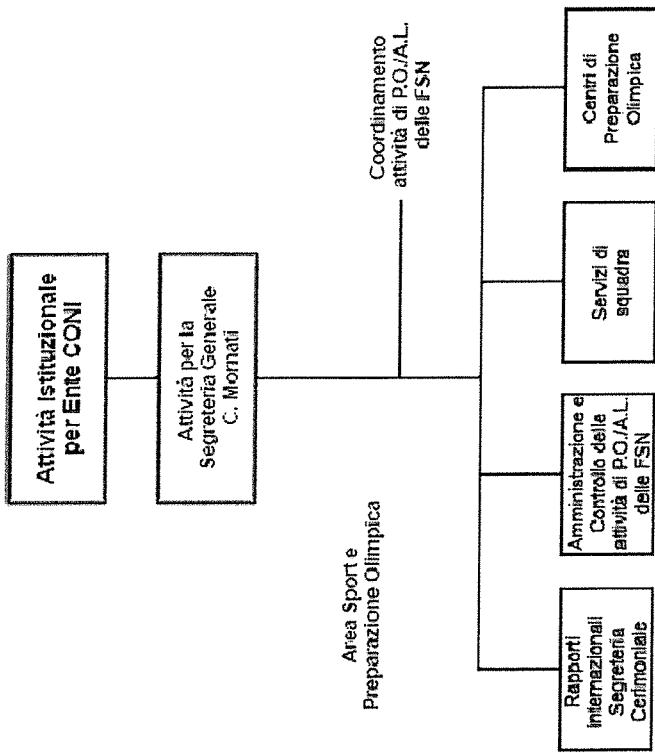 Attività Istituzionale
per Ente CONI
Attività per la
Segreteria Generale
C. Mornati
Area Sport e
Preparazione Olimpica
Coordinamento
attività di P.O./A.L.
delle FSN
Rapporti
Internazionali
Segreteria
Cerimoniale
Amministrazione e
Controllo delle
attività di P.O./A.L.
delle FSN
Servizi di
squadra
Centri di
Preparazione
Olimpica